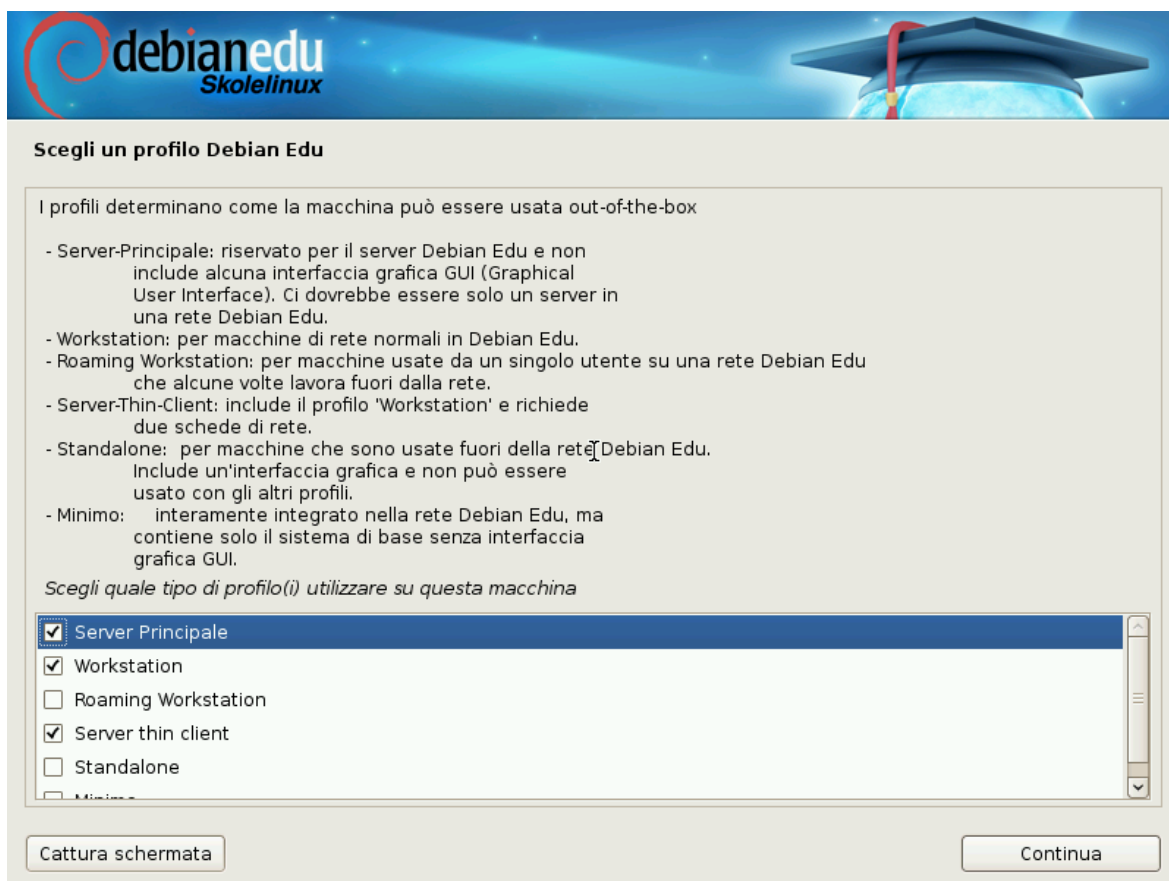 debianedu
Skolelinux
Scegli un profilo Debian Edu
I profili determinano come la macchina può essere usata out-of-the-box
- Server-Principale: riservato per il server Debian Edu e non
include alcuna interfaccia grafica GUI (Graphical
User Interface). Ci dovrebbe essere solo un server in
una rete Debian Edu.
- Workstation: per macchine di rete normali in Debian Edu.
- Roaming Workstation: per macchine usate da un singolo utente su una rete Debian Edu
che alcune volte lavora fuori dalla rete.
- Server-Thin-Client: include il profilo 'Workstation' e richiede
due schede di rete.
- Standalone: per macchine che sono usate fuori della rete Debian Edu.
Include un'interfaccia grafica e non può essere
usato con gli altri profili.
- Minimo: interamente integrato nella rete Debian Edu, ma
contiene solo il sistema di base senza interfaccia
grafica GUI.
Scegli quale tipo di profilo(i) utilizzare su questa macchina
Server Principale
Workstation
Roaming Workstation
Server thin client
Standalone
Minimo
Cattura schermata
Continua